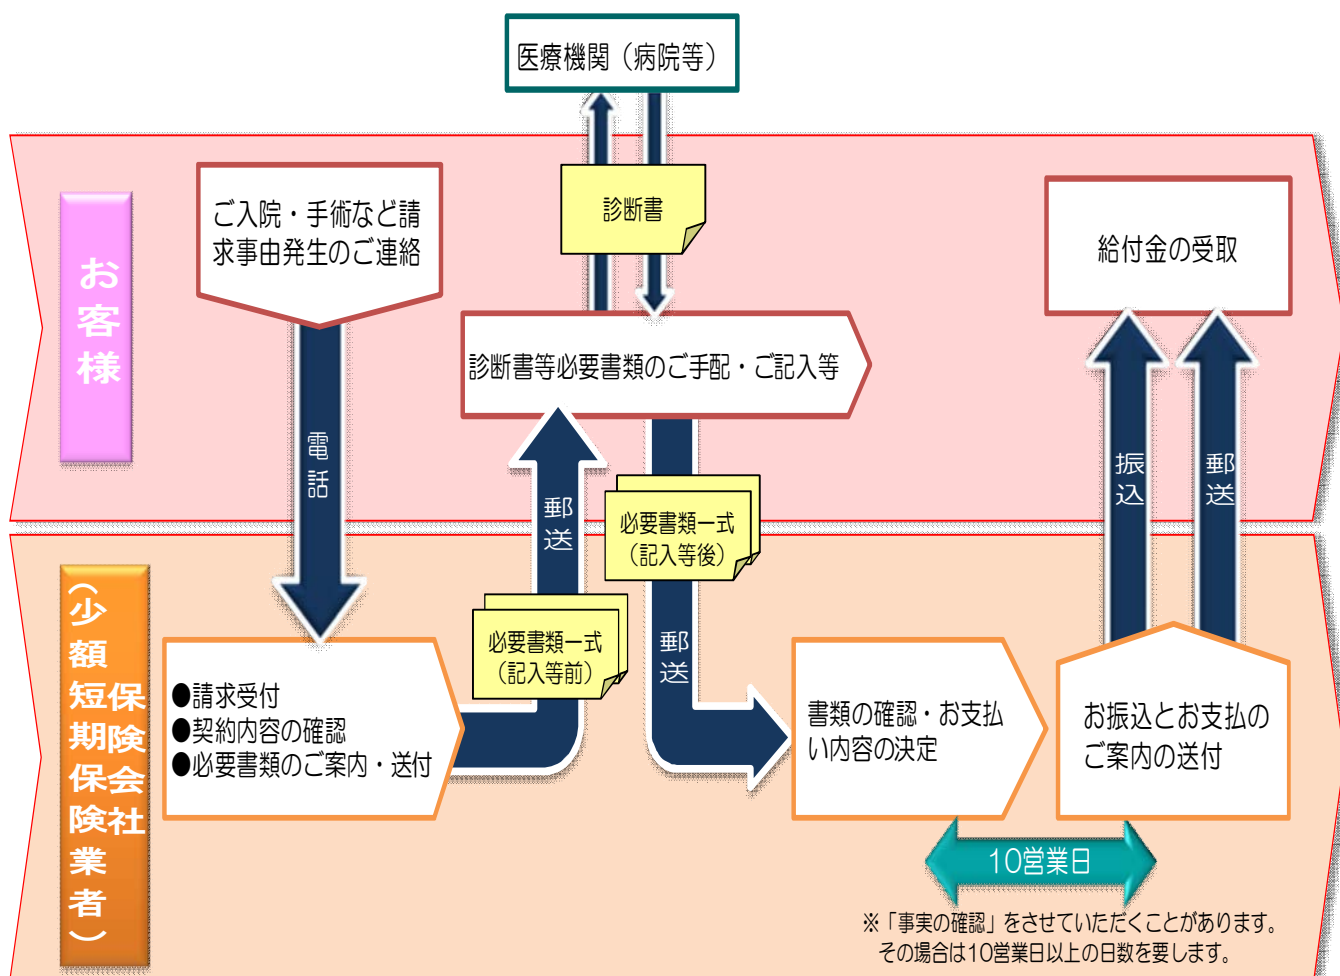 医療機関（病院等）
お客様
ご入院・手術など請
求事由発生のご連絡
診断書
給付金の受取
診断書等必要書類のご手配・ご記入等
電話
郵送
必要書類一式
（記入等後）
振込
郵送
保険会社
（少額短期保険業者）
●請求受付
●契約内容の確認
●必要書類のご案内・送付
必要書類一式
（記入等前）
郵送
書類の確認・お支払
い内容の決定
お振込とお支払の
ご案内の送付
10営業日
※「事実の確認」をさせていただくことがあります。
その場合は10営業日以上の日数を要します。